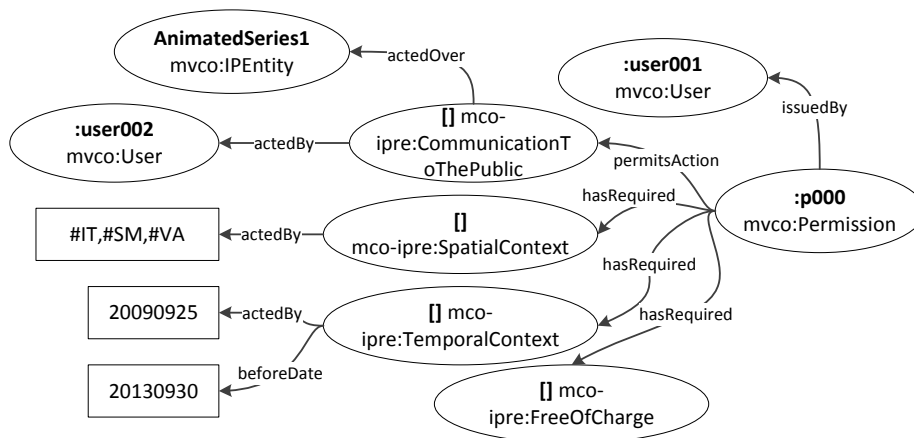 AnimatedSeries1
mvco:IPEntity
actedOver
:user001
mvco:User
issuedBy
:user002
mvco:User
actedBy
[] mco-
ipre:CommunicationT
oThePublic
permitsAction
hasRequired
:p000
mvco:Permission
#IT,#SM,#VA
actedBy
[]
mco-ipre:SpatialContext
hasRequired
20090925
actedBy
[] mco-
ipre:TemporalContext
hasRequired
beforeDate
20130930
[] mco-
ipre:FreeOfCharge